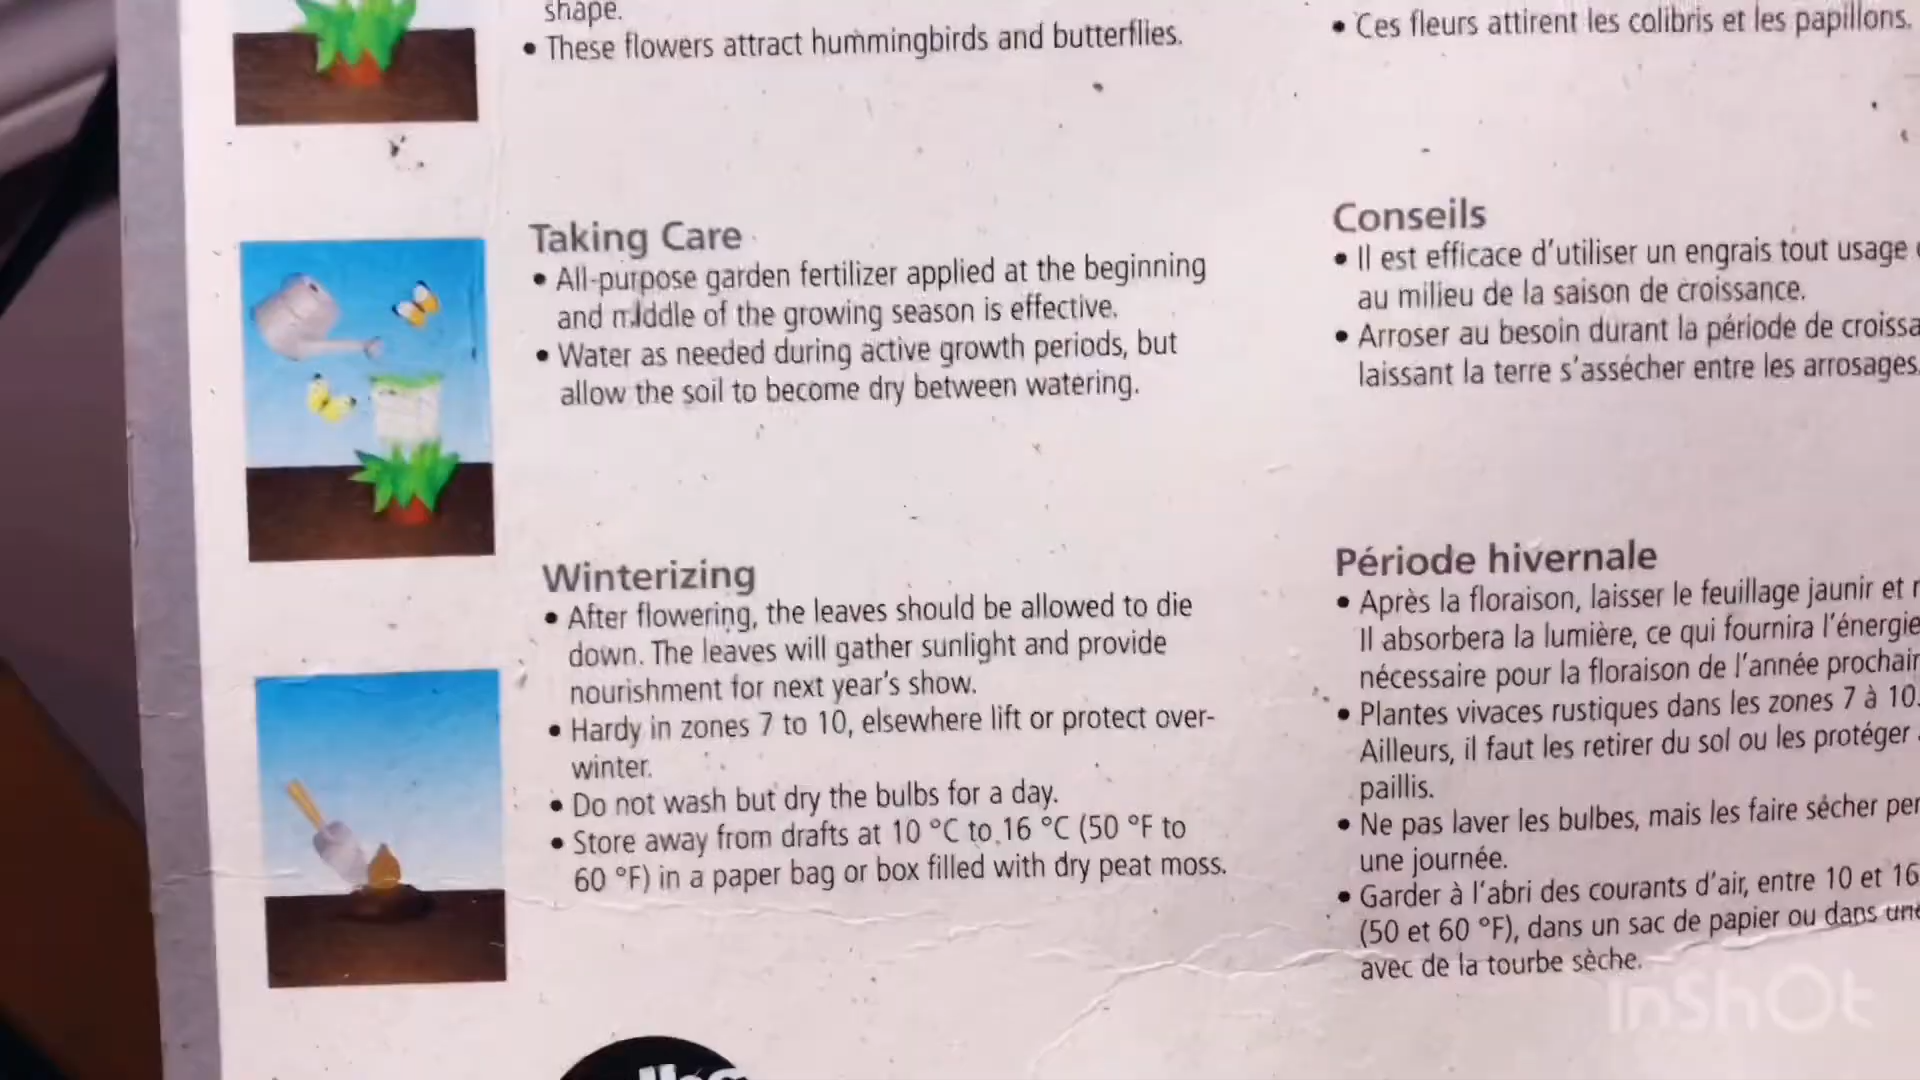 shape.
• These flowers attract hummingbirds and butterflies.
Taking Care
• All-purpose garden fertilizer applied at the beginning
and middle of the growing season is effective.
• Water as needed during active growth periods, but
allow the soil to become dry between watering.
Winterizing
• After flowering, the leaves should be allowed to die
down. The leaves will gather sunlight and provide
nourishment for next year's show.
• Hardy in zones 7 to 10, elsewhere lift or protect over-
winter.
• Do not wash but dry the bulbs for a day.
• Store away from drafts at 10 °C to 16 °C (50 °F to
60 °F) in a paper bag or box filled with dry peat moss.
• Ces fleurs attirent les colibris et les papillons.
Conseils
• Il est efficace d'utiliser un engrais tout usage
au milieu de la saison de croissance.
• Arroser au besoin durant la période de croissa
laissant la terre s'assécher entre les arrosages.
Période hivernale
• Après la floraison, laisser le feuillage jaunir et
Il absorbera la lumière, ce qui fournira l'énergie
nécessaire pour la floraison de l'année prochain
• Plantes vivaces rustiques dans les zones 7 à 10.
Ailleurs, il faut les retirer du sol ou les protéger
paillis.
• Ne pas laver les bulbes, mais les faire sécher pen
une journée.
• Garder à l'abri des courants d'air, entre 10 et 16
(50 et 60 °F), dans un sac de papier ou dans une
avec de la tourbe sèche.
InShOt